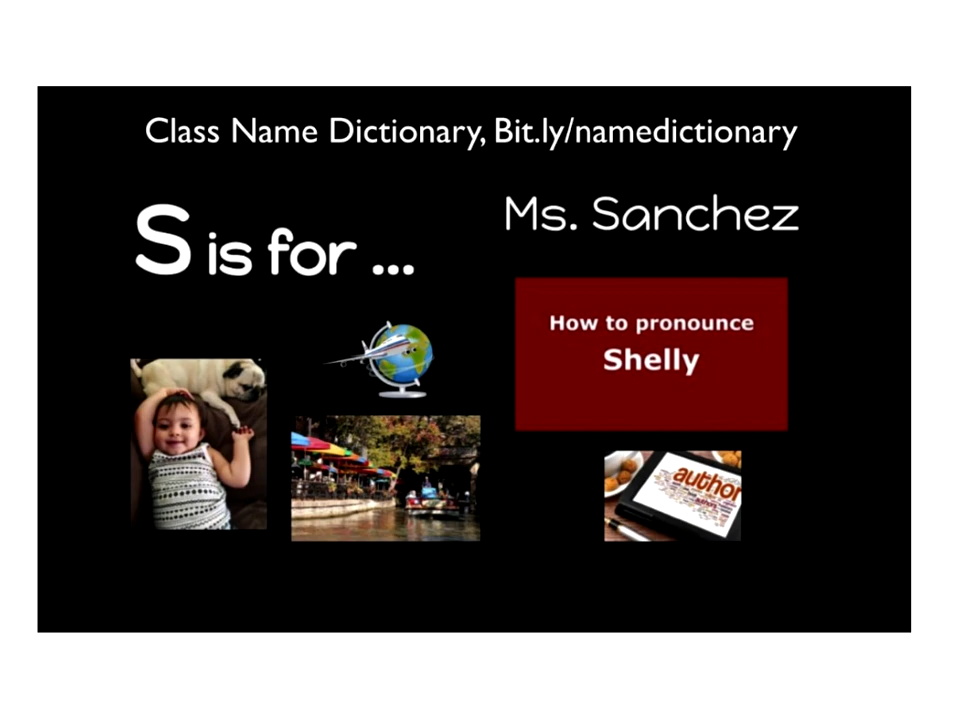 Class Name Dictionary, Bit.ly/namedictionary
S is for ...
Ms. Sanchez
How to pronounce
Shelly
author